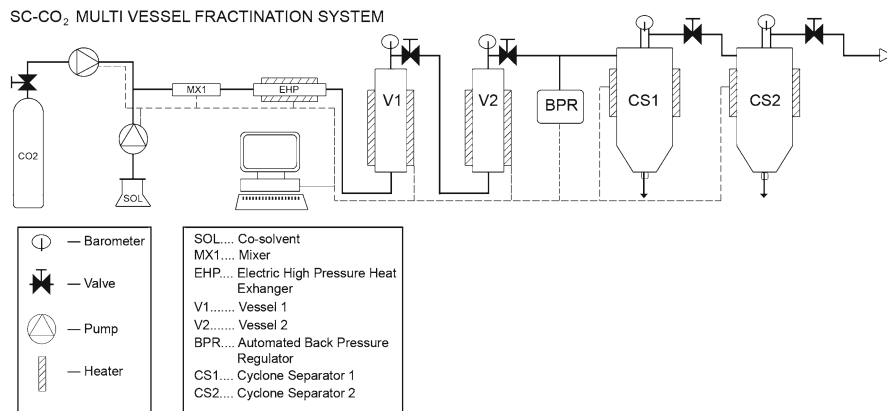 SC-CO₂ MULTI VESSEL FRACTINATION SYSTEM
CO2
SOL
MX1
EHP
V1
V2
BPR
CS1
CS2
— Barometer
— Valve
— Pump
— Heater
SOL.... Co-solvent
MX1.... Mixer
EHP.... Electric High Pressure Heat
Exhanger
V1....... Vessel 1
V2....... Vessel 2
BPR.... Automated Back Pressure
Regulator
CS1.... Cyclone Separator 1
CS2.... Cyclone Separator 2